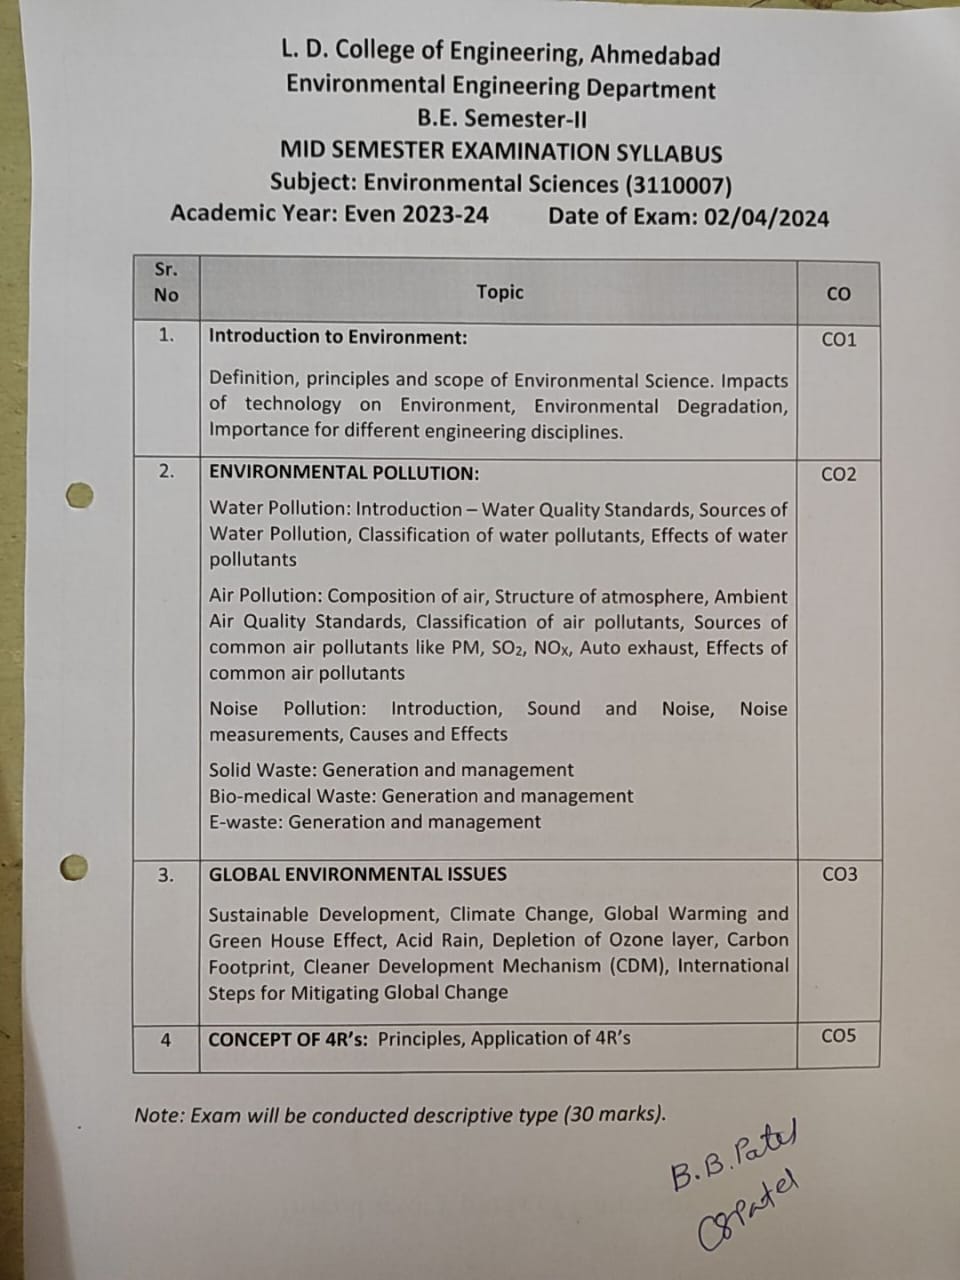 L. D. College of Engineering, Ahmedabad
Environmental Engineering Department
B.E. Semester-II
MID SEMESTER EXAMINATION SYLLABUS
Subject: Environmental Sciences (3110007)
Academic Year: Even 2023-24 Date of Exam: 02/04/2024
Sr. No Topic CO
1. Introduction to Environment: CO1
Definition, principles and scope of Environmental Science. Impacts
of technology on Environment, Environmental Degradation,
Importance for different engineering disciplines.
2. ENVIRONMENTAL POLLUTION: CO2
Water Pollution: Introduction – Water Quality Standards, Sources of
Water Pollution, Classification of water pollutants, Effects of water
pollutants
Air Pollution: Composition of air, Structure of atmosphere, Ambient
Air Quality Standards, Classification of air pollutants, Sources of
common air pollutants like PM, SO₂, NOx, Auto exhaust, Effects of
common air pollutants
Noise Pollution: Introduction, Sound and Noise, Noise
measurements, Causes and Effects
Solid Waste: Generation and management
Bio-medical Waste: Generation and management
E-waste: Generation and management
3. GLOBAL ENVIRONMENTAL ISSUES CO3
Sustainable Development, Climate Change, Global Warming and
Green House Effect, Acid Rain, Depletion of Ozone layer, Carbon
Footprint, Cleaner Development Mechanism (CDM), International
Steps for Mitigating Global Change
4 CONCEPT OF 4R's: Principles, Application of 4R's CO5
Note: Exam will be conducted descriptive type (30 marks).
B.B.Patel
CSPatel